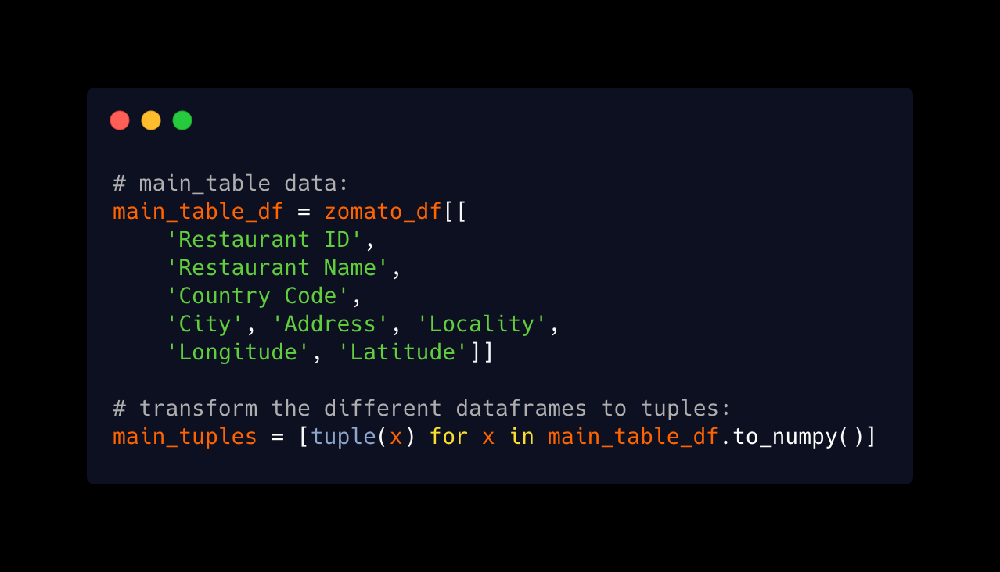 # main_table data:
main_table_df = zomato_df[[
    'Restaurant ID',
    'Restaurant Name',
    'Country Code',
    'City', 'Address', 'Locality',
    'Longitude', 'Latitude']]
# transform the different dataframes to tuples:
main_tuples = [tuple(x) for x in main_table_df.to_numpy()]